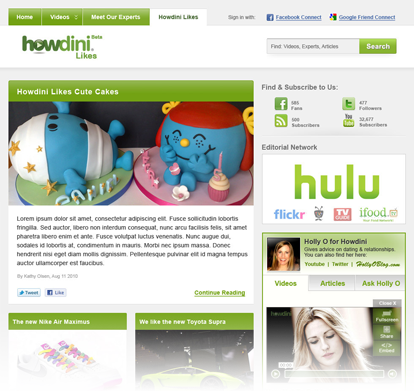 Home
Videos
Meet Our Experts
Howdini Likes
Sign in with:
Facebook Connect
Google Friend Connect
howdini Beta
Likes
Find: Videos, Experts, Articles
Search
Howdini Likes Cute Cakes
Lorem ipsum dolor sit amet, consectetur adipiscing elit. Fusce sollicitudin lobortis
fringilla. Sed auctor, libero non interdum consequat, nunc arcu facilisis felis, sit amet
pharetra libero enim et ante. Fusce volutpat luctus venenatis. Nunc augue dui,
sodales id lobortis at, condimentum in mauris. Morbi nec ipsum massa. Donec
hendrerit nisi eget diam mollis dignissim. Pellentesque pulvinar elit id magna tempus
auctor ullamcorper est faucibus.
By Kathy Olsen, Aug 11 2010
Tweet
Like
Continue Reading
The new Nike Air Maximus
We like the new Toyota Supra
Find & Subscribe to Us:
585
Fans
477
Followers
500
Subscribers
You
Tube
32,677
Subscribers
Editorial Network
hulu
flickr
TV
ifood.tv
Holly O for Howdini
Gives advice on dating & relationships.
You can also find her here:
Youtube | Twitter | HollyOBlog.com
Videos
Articles
Ask Holly O
howdini
Close X
Fullscreen
Share
</>
Embed